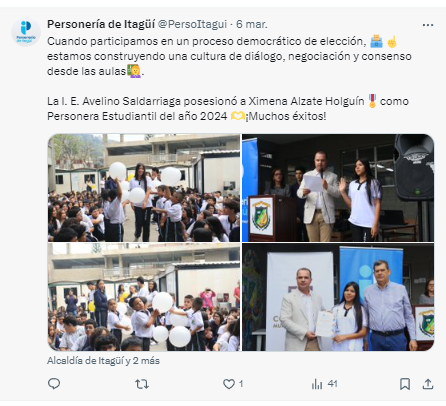 Personería de Itagüí @PersoItagui · 6 mar.
Cuando participamos en un proceso democrático de elección, 🗳️☝️
estamos construyendo una cultura de diálogo, negociación y consenso
desde las aulas🙋.
La I. E. Avelino Saldarriaga posesionó a Ximena Alzate Holguín 🎖️como
Personera Estudiantil del año 2024 🫶¡Muchos éxitos!
Alcaldía de Itagüí y 2 más
1
41